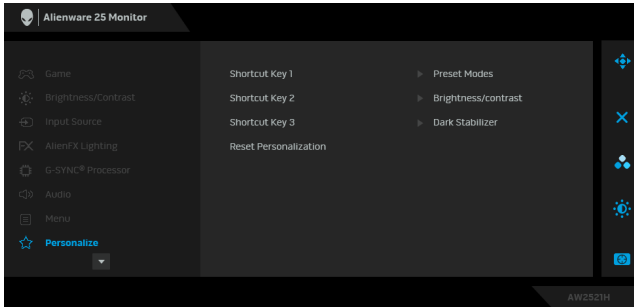 Alienware 25 Monitor
Game
Brightness/Contrast
Input Source
FX AlienFX Lighting
G-SYNC® Processor
Audio
Menu
Personalize
Shortcut Key 1 Preset Modes
Shortcut Key 2 Brightness/contrast
Shortcut Key 3 Dark Stabilizer
Reset Personalization
AW2521H